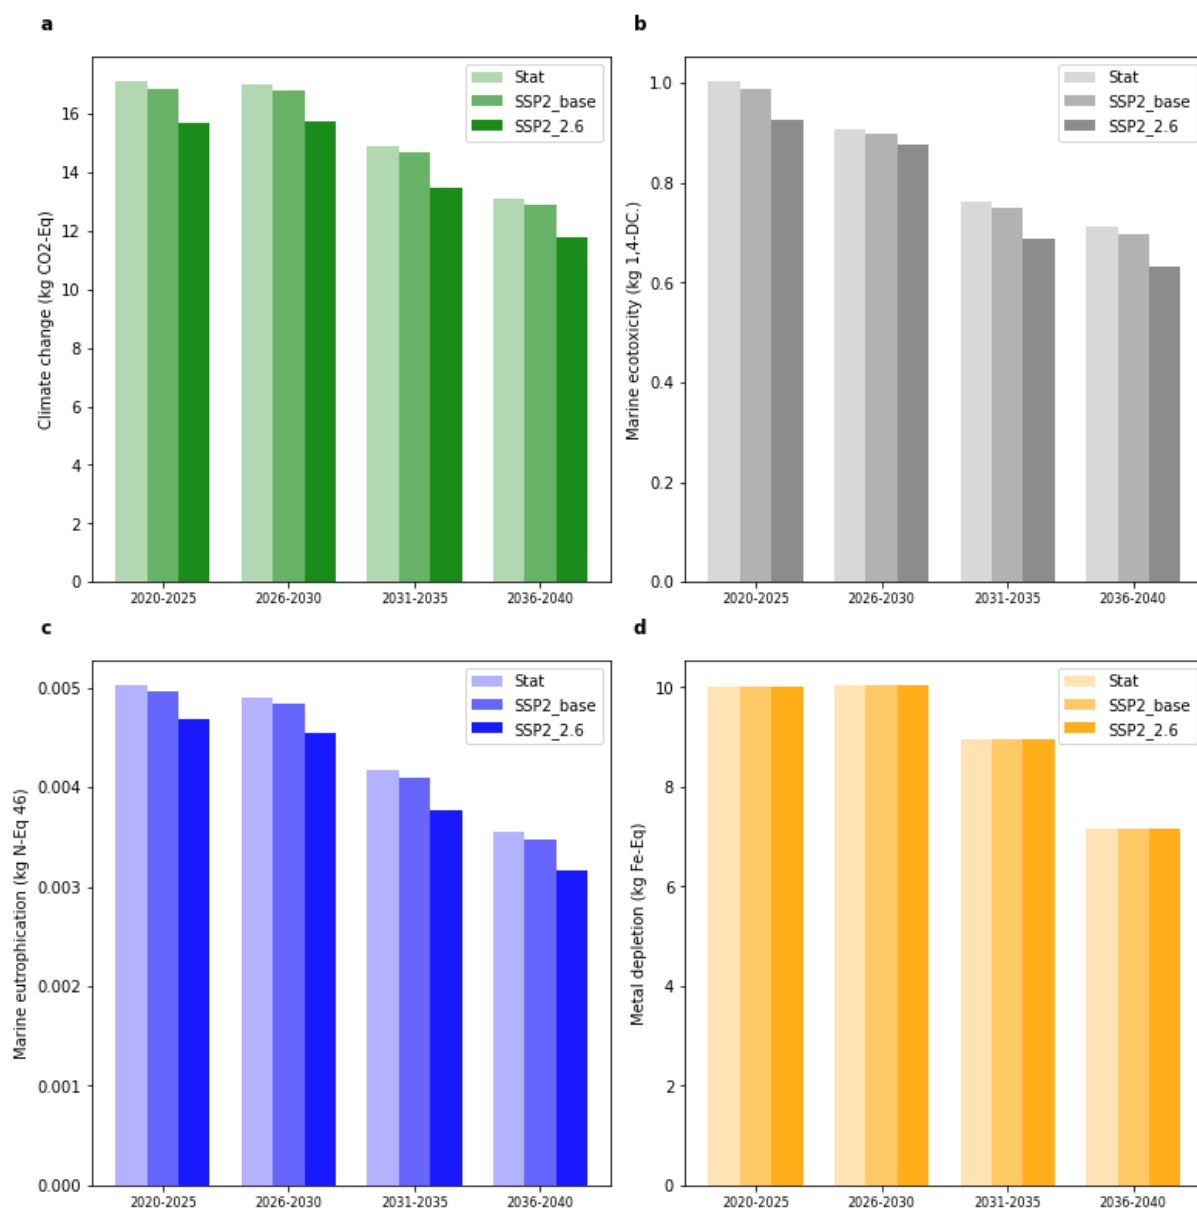 a
Climate change (kg CO2-Eq)
16
14
12
10
8
6
4
2
0
2020-2025
2026-2030
2031-2035
2036-2040
Stat
SSP2_base
SSP2_2.6
b
Marine ecotoxicity (kg 1,4-DC.)
1.0
0.8
0.6
0.4
0.2
0.0
2020-2025
2026-2030
2031-2035
2036-2040
Stat
SSP2_base
SSP2_2.6
c
Marine eutrophication (kg N-Eq 46)
0.005
0.004
0.003
0.002
0.001
0.000
2020-2025
2026-2030
2031-2035
2036-2040
Stat
SSP2_base
SSP2_2.6
d
Metal depletion (kg Fe-Eq)
10
8
6
4
2
0
2020-2025
2026-2030
2031-2035
2036-2040
Stat
SSP2_base
SSP2_2.6